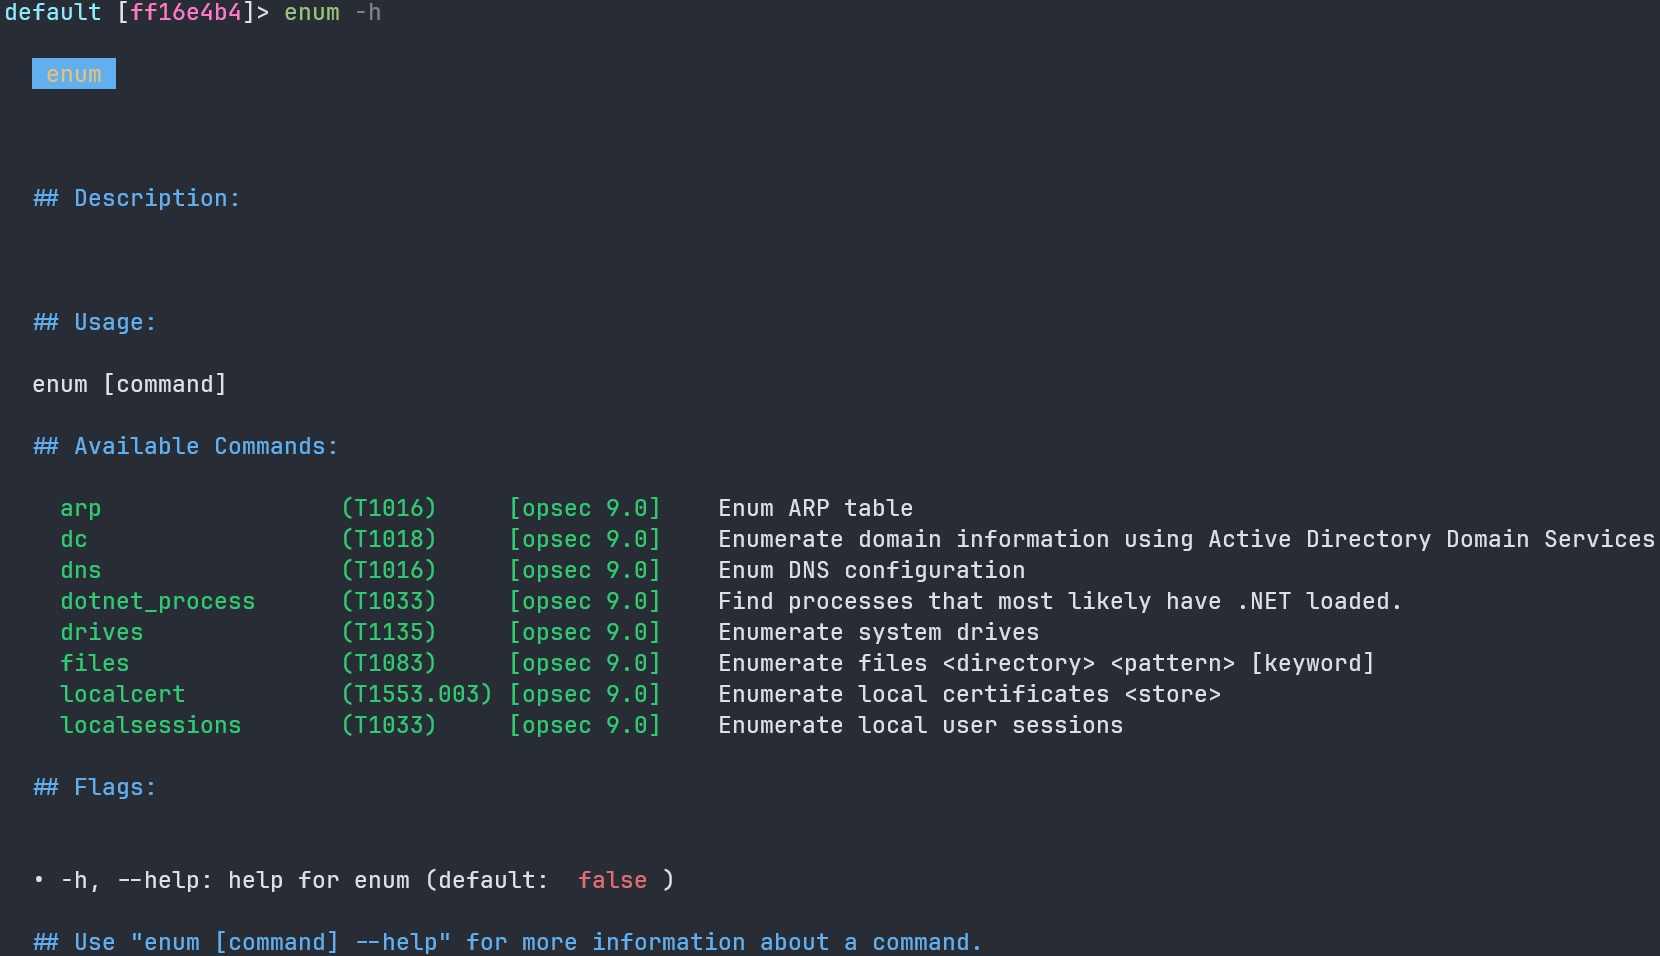 default [ff16e4b4]> enum -h
enum
## Description:
## Usage:
enum [command]
## Available Commands:
arp (T1016) [opsec 9.0] Enum ARP table
dc (T1018) [opsec 9.0] Enumerate domain information using Active Directory Domain Services
dns (T1016) [opsec 9.0] Enum DNS configuration
dotnet_process (T1033) [opsec 9.0] Find processes that most likely have .NET loaded.
drives (T1135) [opsec 9.0] Enumerate system drives
files (T1083) [opsec 9.0] Enumerate files <directory> <pattern> [keyword]
localcert (T1553.003) [opsec 9.0] Enumerate local certificates <store>
localsessions (T1033) [opsec 9.0] Enumerate local user sessions
## Flags:
• -h, --help: help for enum (default: false )
## Use "enum [command] --help" for more information about a command.